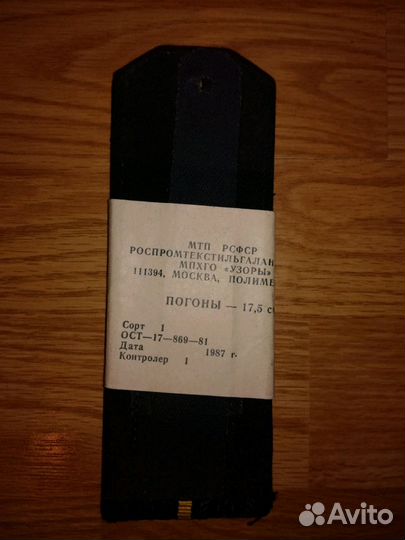 МТП РСФСР
РОСПРОМТЕКСТИЛЬГАЛАН
МПХГО «УЗОРЫ»
111394, МОСКВА, ПОЛИМЕ
ПОГОНЫ — 17,5 с
Сорт 1
ОСТ—17—869—81
Дата 1987 г.
Контролер 1
Avito